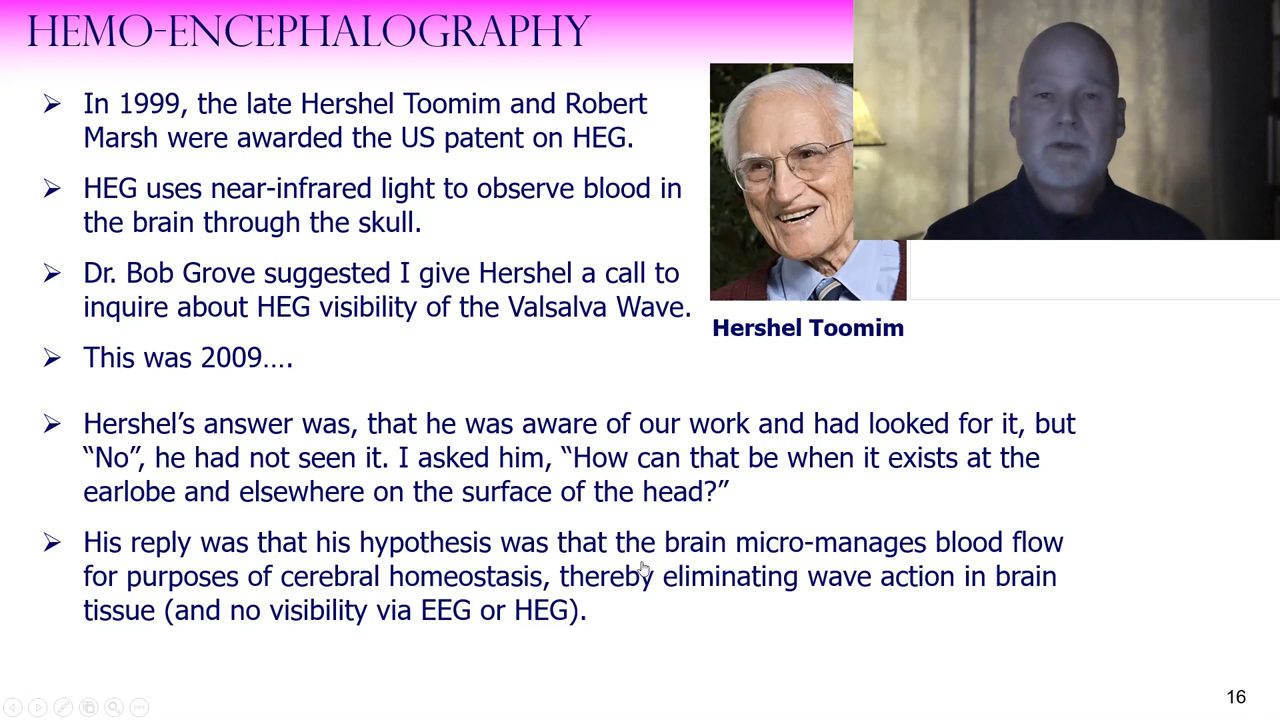 HEMO-ENCEPHALOGRAPHY
➢ In 1999, the late Hershel Toomim and Robert
Marsh were awarded the US patent on HEG.
➢ HEG uses near-infrared light to observe blood in
the brain through the skull.
➢ Dr. Bob Grove suggested I give Hershel a call to
inquire about HEG visibility of the Valsalva Wave.
➢ This was 2009….
Hershel Toomim
➢ Hershel’s answer was, that he was aware of our work and had looked for it, but
“No”, he had not seen it. I asked him, “How can that be when it exists at the
earlobe and elsewhere on the surface of the head?”
➢ His reply was that his hypothesis was that the brain micro-manages blood flow
for purposes of cerebral homeostasis, thereby eliminating wave action in brain
tissue (and no visibility via EEG or HEG).
16